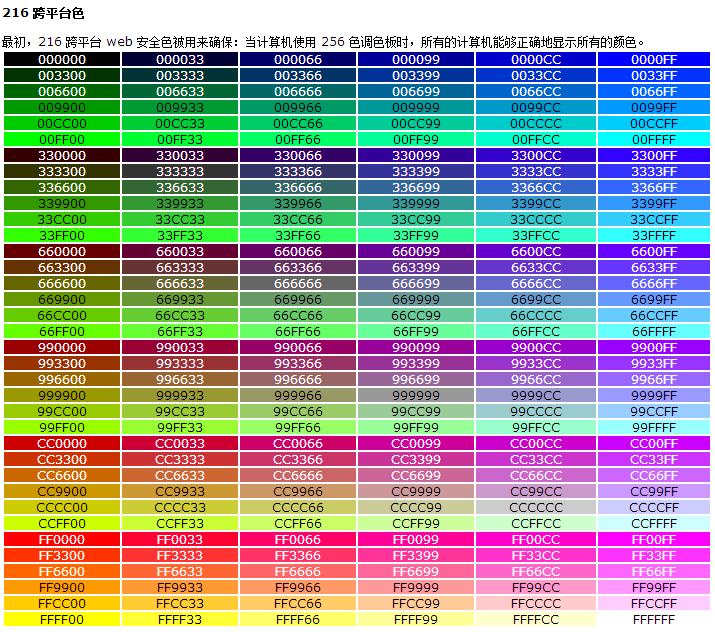 216 跨平台色
最初，216 跨平台 web 安全色被用来确保：当计算机使用 256 色调色板时，所有的计算机能够正确地显示所有的颜色。
000000 000033 000066 000099 0000CC 0000FF
003300 003333 003366 003399 0033CC 0033FF
006600 006633 006666 006699 0066CC 0066FF
009900 009933 009966 009999 0099CC 0099FF
00CC00 00CC33 00CC66 00CC99 00CCCC 00CCFF
00FF00 00FF33 00FF66 00FF99 00FFCC 00FFFF
330000 330033 330066 330099 3300CC 3300FF
333300 333333 333366 333399 3333CC 3333FF
336600 336633 336666 336699 3366CC 3366FF
339900 339933 339966 339999 3399CC 3399FF
33CC00 33CC33 33CC66 33CC99 33CCCC 33CCFF
33FF00 33FF33 33FF66 33FF99 33FFCC 33FFFF
660000 660033 660066 660099 6600CC 6600FF
663300 663333 663366 663399 6633CC 6633FF
666600 666633 666666 666699 6666CC 6666FF
669900 669933 669966 669999 6699CC 6699FF
66CC00 66CC33 66CC66 66CC99 66CCCC 66CCFF
66FF00 66FF33 66FF66 66FF99 66FFCC 66FFFF
990000 990033 990066 990099 9900CC 9900FF
993300 993333 993366 993399 9933CC 9933FF
996600 996633 996666 996699 9966CC 9966FF
999900 999933 999966 999999 9999CC 9999FF
99CC00 99CC33 99CC66 99CC99 99CCCC 99CCFF
99FF00 99FF33 99FF66 99FF99 99FFCC 99FFFF
CC0000 CC0033 CC0066 CC0099 CC00CC CC00FF
CC3300 CC3333 CC3366 CC3399 CC33CC CC33FF
CC6600 CC6633 CC6666 CC6699 CC66CC CC66FF
CC9900 CC9933 CC9966 CC9999 CC99CC CC99FF
CCCC00 CCCC33 CCCC66 CCCC99 CCCCCC CCCCFF
CCFF00 CCFF33 CCFF66 CCFF99 CCFFCC CCFFFF
FF0000 FF0033 FF0066 FF0099 FF00CC FF00FF
FF3300 FF3333 FF3366 FF3399 FF33CC FF33FF
FF6600 FF6633 FF6666 FF6699 FF66CC FF66FF
FF9900 FF9933 FF9966 FF9999 FF99CC FF99FF
FFCC00 FFCC33 FFCC66 FFCC99 FFCCCC FFCCFF
FFFF00 FFFF33 FFFF66 FFFF99 FFFFCC FFFFFF